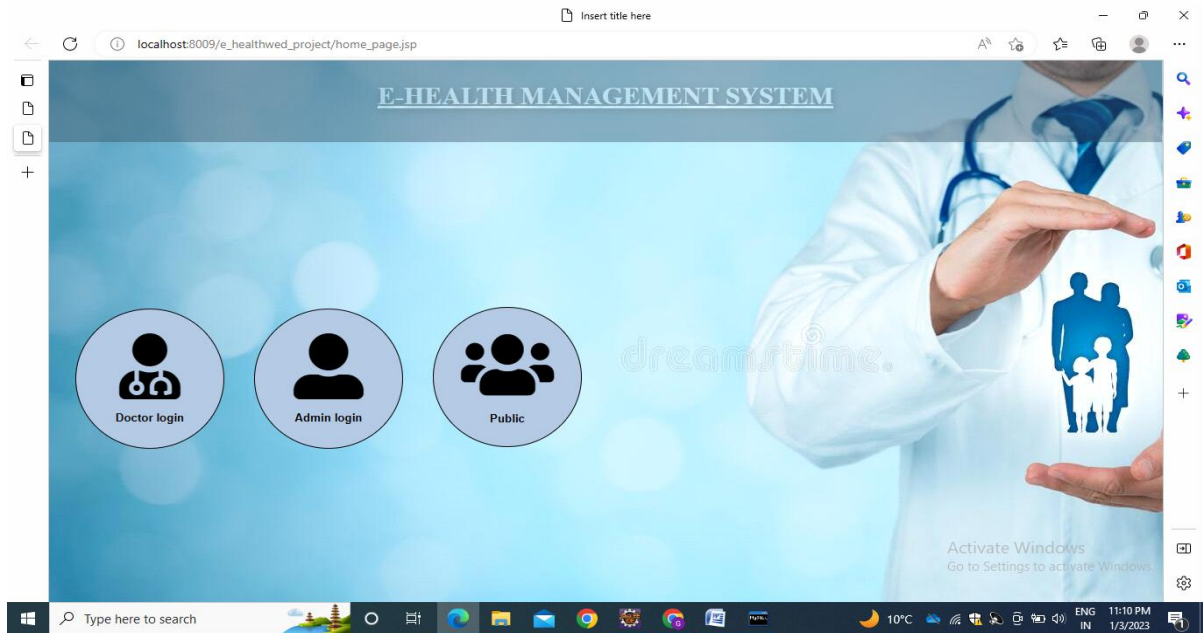 Insert title here
localhost:8009/e_healthwed_project/home_page.jsp
E-HEALTH MANAGEMENT SYSTEM
dreamstime.
Doctor login
Admin login
Public
Activate Windows
Go to Settings to activate Windows.
Type here to search
10°C
ENG
IN
11:10 PM
1/3/2023